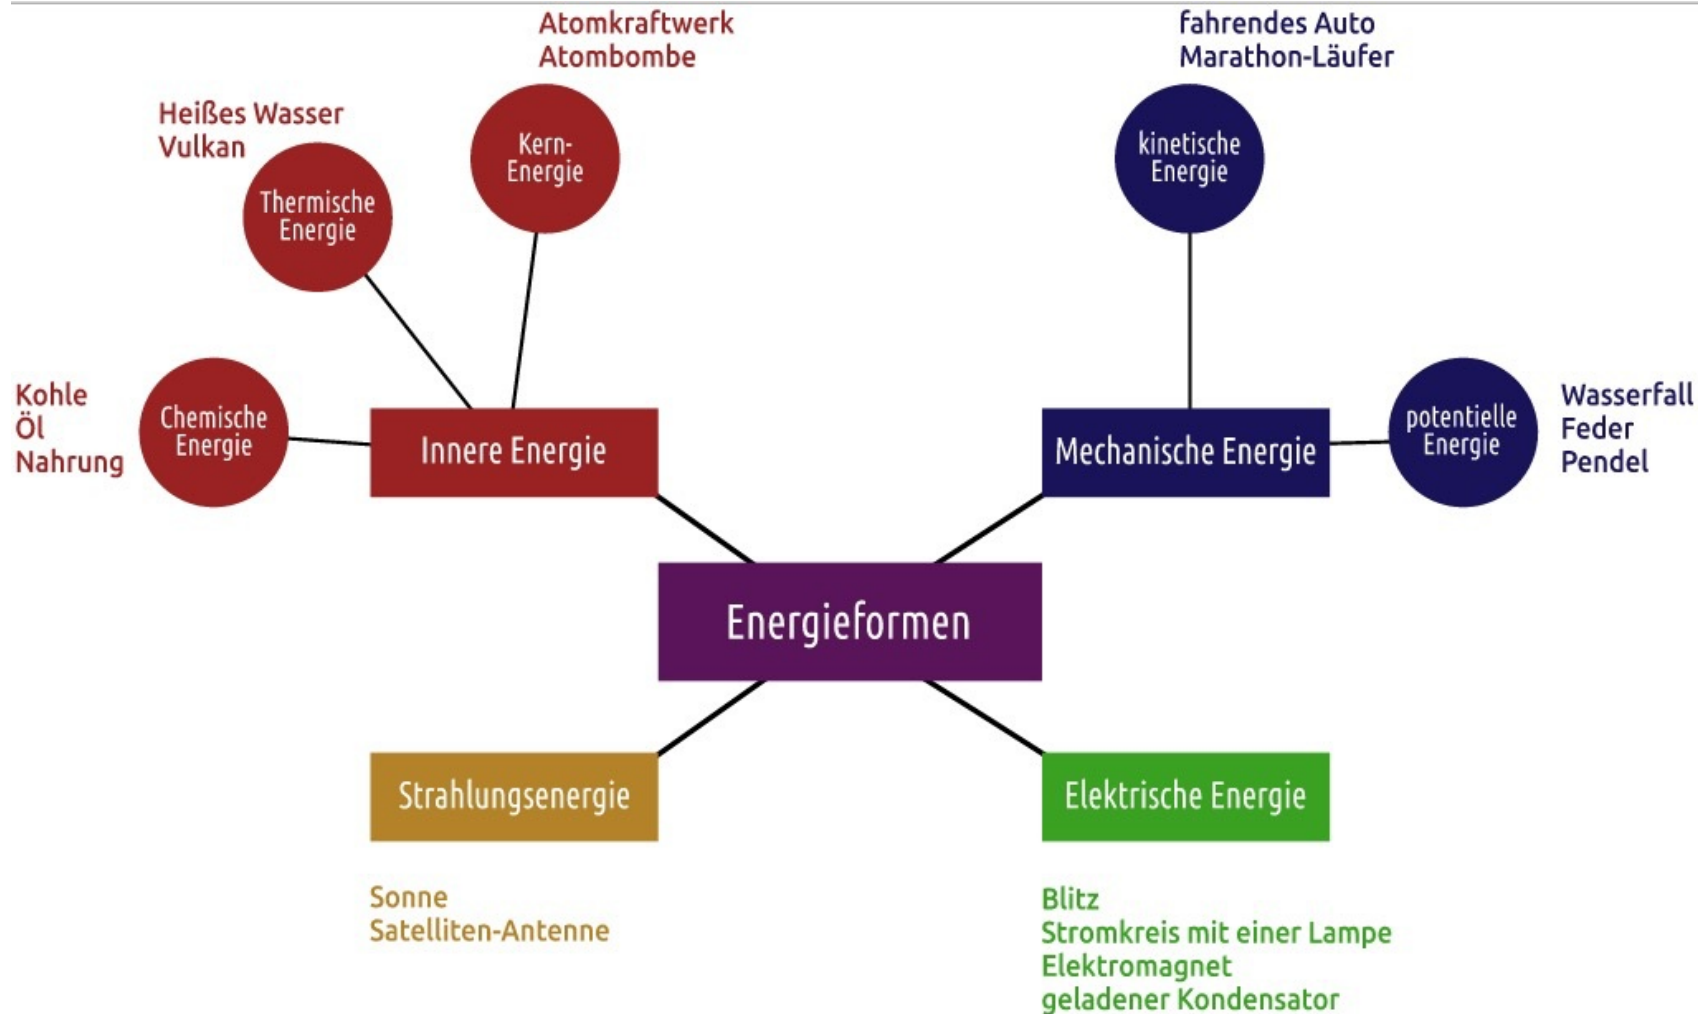 Atomkraftwerk
Atombombe
fahrendes Auto
Marathon-Läufer
Heißes Wasser
Vulkan
Kern-
Energie
kinetische
Energie
Thermische
Energie
Kohle
Öl
Nahrung
Chemische
Energie
Innere Energie
Mechanische Energie
potentielle
Energie
Wasserfall
Feder
Pendel
Energieformen
Strahlungsenergie
Elektrische Energie
Sonne
Satelliten-Antenne
Blitz
Stromkreis mit einer Lampe
Elektromagnet
geladener Kondensator